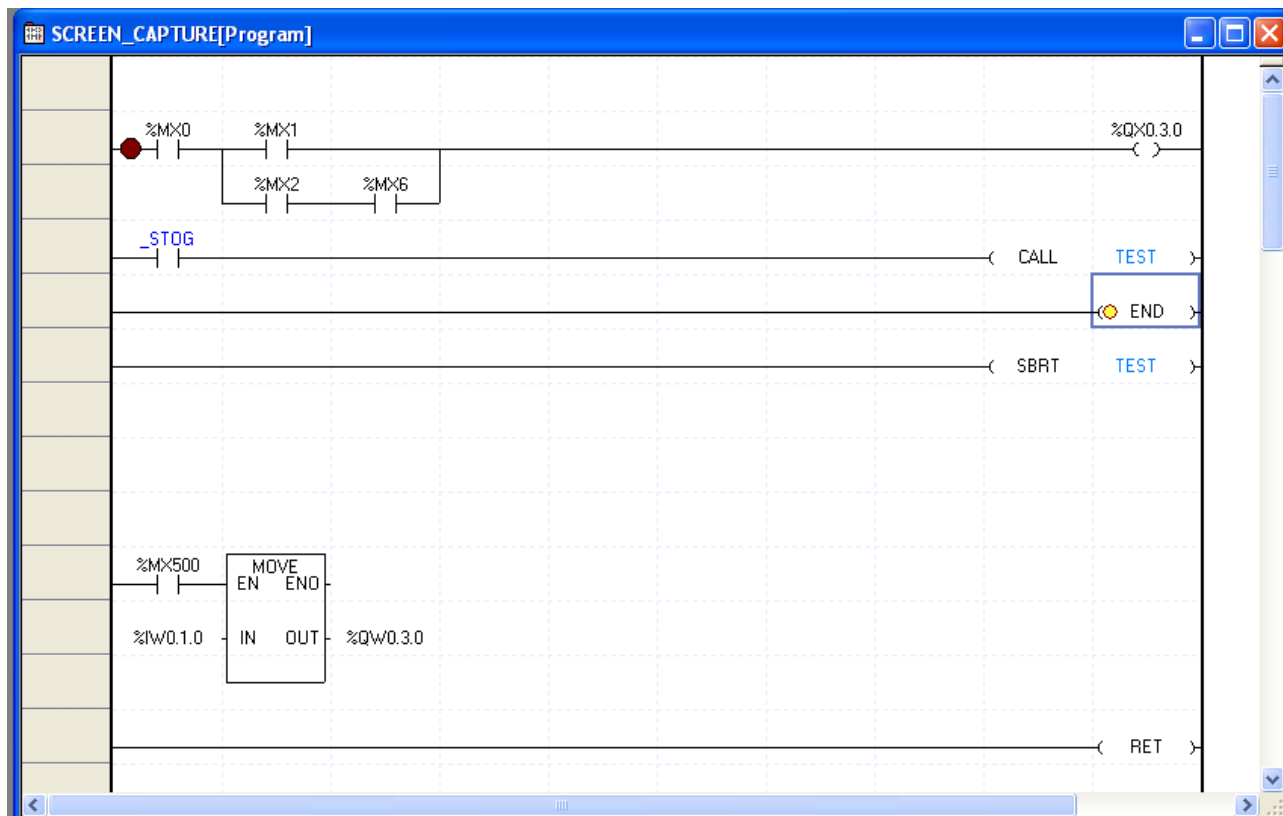 SCREEN_CAPTURE[Program]
%MX0 %MX1 %QX0.3.0
%MX2 %MX6
_STOG
CALL TEST
END
SBRT TEST
%MX500 MOVE
EN ENO
%IW0.1.0 IN OUT %QW0.3.0
RET